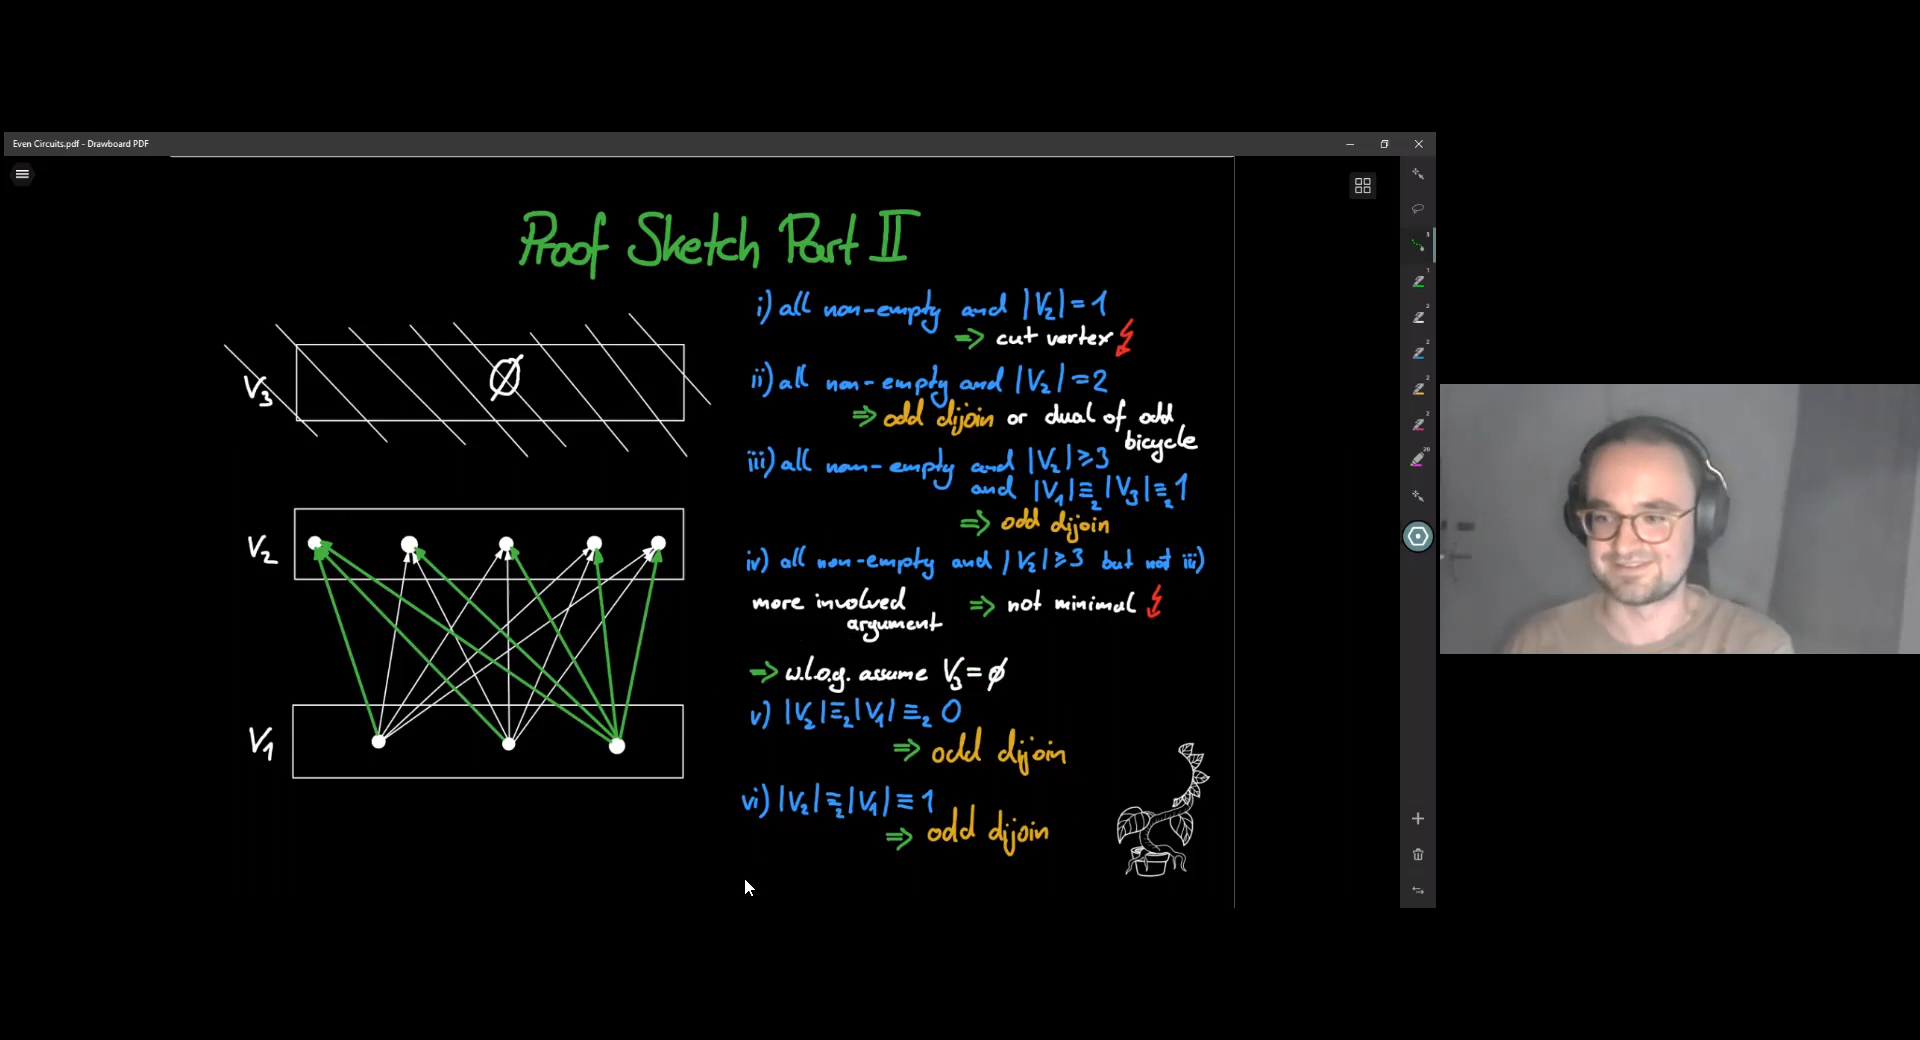 Even Circuits.pdf - Drawboard PDF
Proof Sketch Part II
i) all non-empty and |V₂| = 1
⇒ cut vertex ↯
ii) all non-empty and |V₂| = 2
⇒ odd dijoin or dual of odd
bicycle
iii) all non-empty and |V₂| ≥ 3
and |V₁| ≡₂ |V₃| ≡₂ 1
⇒ odd dijoin
iv) all non-empty and |V₂| ≥ 3 but not iii)
more involved
argument ⇒ not minimal ↯
⇒ w.l.o.g. assume V₃ = ∅
v) |V₂| ≡₂ |V₁| ≡₂ 0
⇒ odd dijoin
vi) |V₂| ≡₂ |V₁| ≡ 1
⇒ odd dijoin
V₃ ∅
V₂
V₁